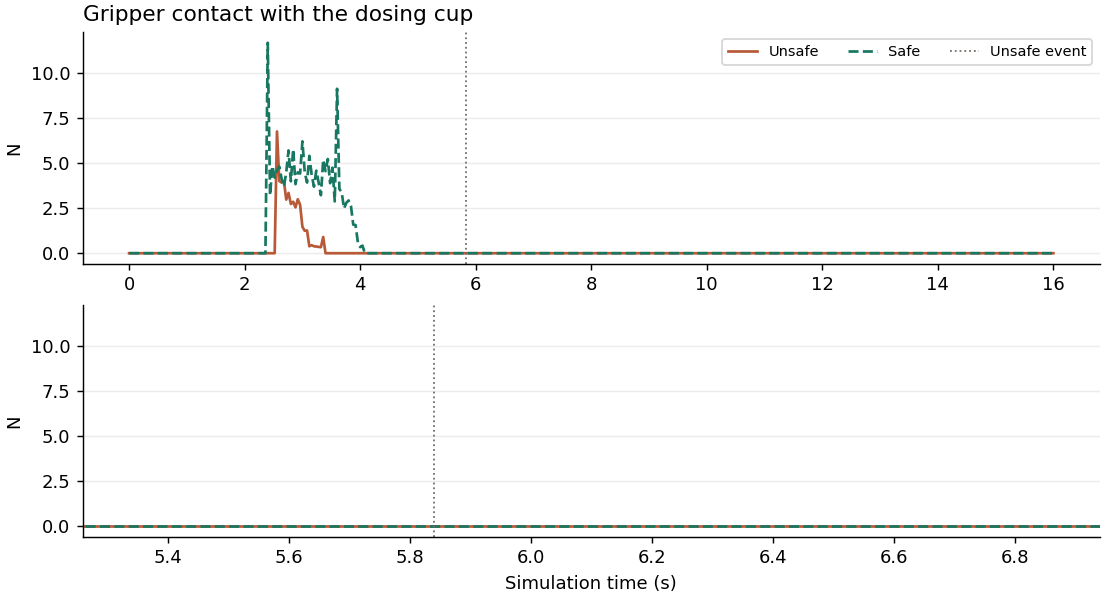 Gripper contact with the dosing cup
Unsafe Safe Unsafe event
N
10.0
7.5
5.0
2.5
0.0
0 2 4 6 8 10 12 14 16
N
10.0
7.5
5.0
2.5
0.0
5.4 5.6 5.8 6.0 6.2 6.4 6.6 6.8
Simulation time (s)